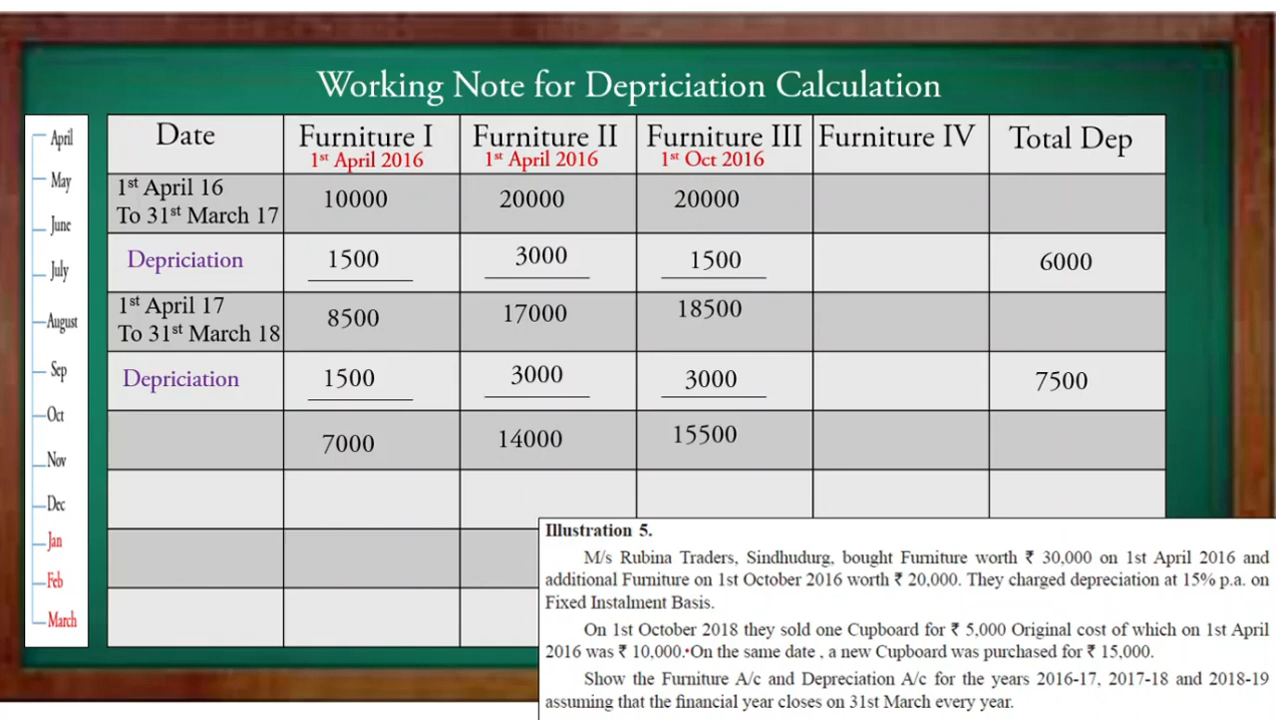 Working Note for Depriciation Calculation
April
May
June
July
August
Sep
Oct
Nov
Dec
Jan
Feb
March
Date Furniture I Furniture II Furniture III Furniture IV Total Dep
1st April 2016 1st April 2016 1st Oct 2016
1st April 16
To 31st March 17 10000 20000 20000
Depriciation 1500 3000 1500 6000
1st April 17
To 31st March 18 8500 17000 18500
Depriciation 1500 3000 3000 7500
7000 14000 15500
Illustration 5.
M/s Rubina Traders, Sindhudurg, bought Furniture worth ₹ 30,000 on 1st April 2016 and
additional Furniture on 1st October 2016 worth ₹ 20,000. They charged depreciation at 15% p.a. on
Fixed Instalment Basis.
On 1st October 2018 they sold one Cupboard for ₹ 5,000 Original cost of which on 1st April
2016 was ₹ 10,000. On the same date , a new Cupboard was purchased for ₹ 15,000.
Show the Furniture A/c and Depreciation A/c for the years 2016-17, 2017-18 and 2018-19
assuming that the financial year closes on 31st March every year.